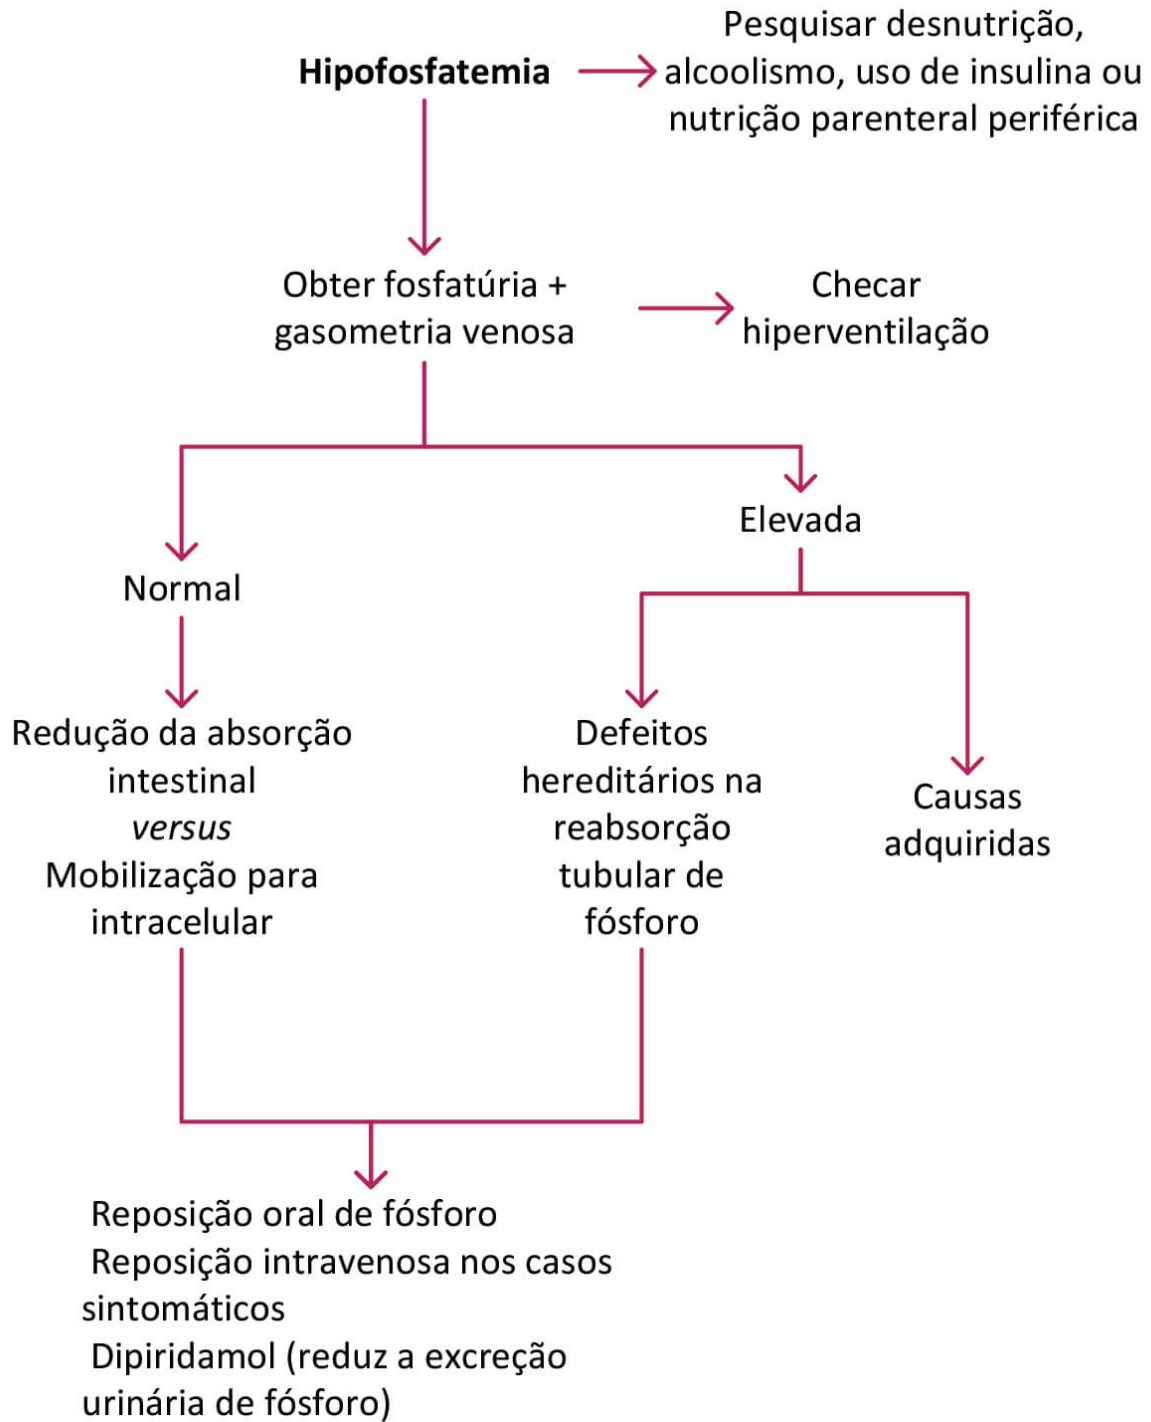 Hipofosfatemia
Pesquisar desnutrição,
alcoolismo, uso de insulina ou
nutrição parenteral periférica
Obter fosfatúria +
gasometria venosa
Checar
hiperventilação
Elevada
Normal
Redução da absorção
intestinal
versus
Mobilização para
intracelular
Defeitos
hereditários na
reabsorção
tubular de
fósforo
Causas
adquiridas
Reposição oral de fósforo
Reposição intravenosa nos casos
sintomáticos
Dipiridamol (reduz a excreção
urinária de fósforo)